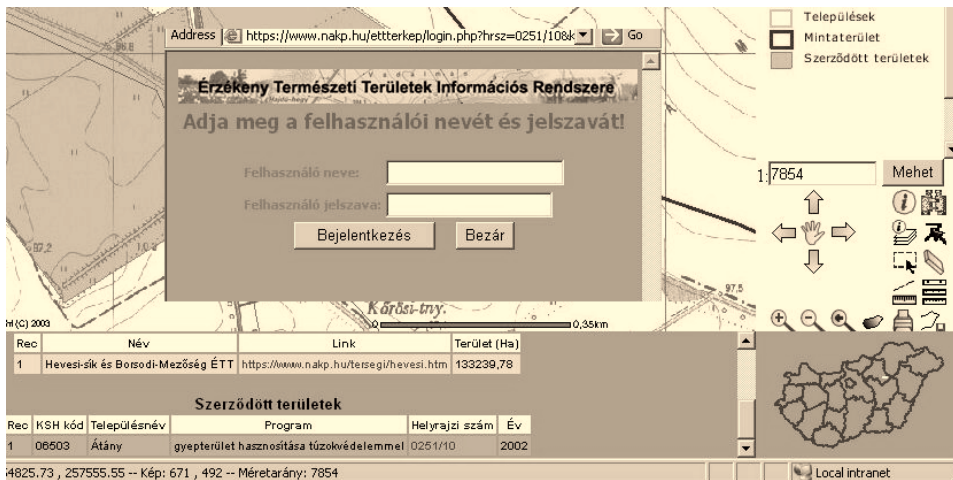 Address https://www.nakp.hu/ettterkep/login.php?hrsz=0251/10&k Go
Érzékeny Természeti Területek Információs Rendszere
Adja meg a felhasználói nevét és jelszavát!
Felhasználó neve:
Felhasználó jelszava:
Bejelentkezés Bezár
Települések
Mintaterület
Szerződött területek
1: 7854 Mehet
97,2
97,5
Kőrösi-tny.
0 0,35km
(C) 2003
Rec Név Link Terület (Ha)
1 Hevesi-sík és Borsodi-Mezőség ÉTT https://www.nakp.hu/tersegi/hevesi.htm 133239,78
Szerződött területek
Rec KSH kód Településnév Program Helyrajzi szám Év
1 06503 Átány gyepterület hasznosítása túzokvédelemmel 0251/10 2002
4825.73 , 257555.55 -- Kép: 671 , 492 -- Méretarány: 7854
Local intranet